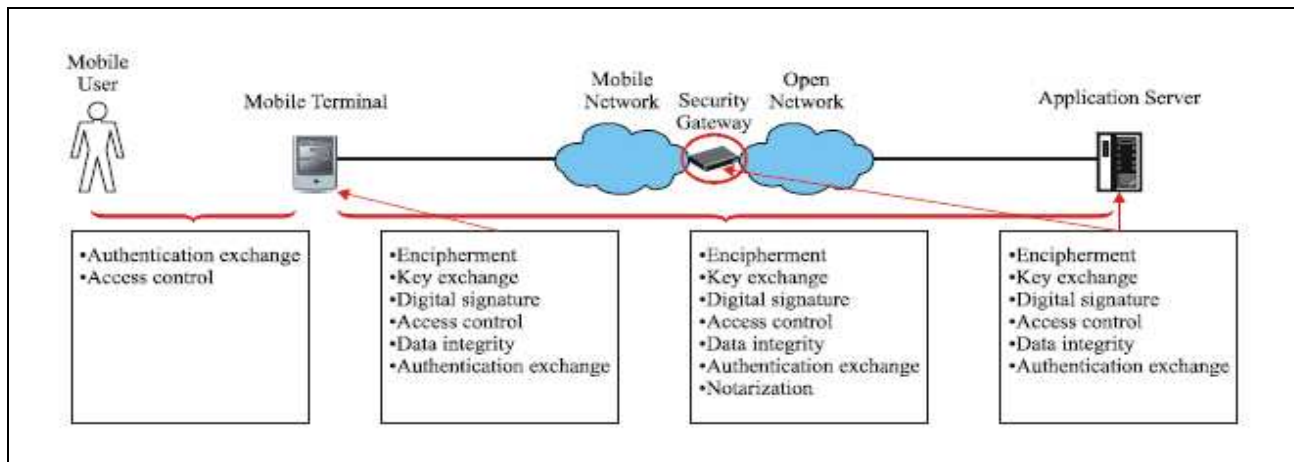 Mobile
User
Mobile Terminal
Mobile
Network
Security
Gateway
Open
Network
Application Server
•Authentication exchange
•Access control
•Encipherment
•Key exchange
•Digital signature
•Access control
•Data integrity
•Authentication exchange
•Encipherment
•Key exchange
•Digital signature
•Access control
•Data integrity
•Authentication exchange
•Notarization
•Encipherment
•Key exchange
•Digital signature
•Access control
•Data integrity
•Authentication exchange